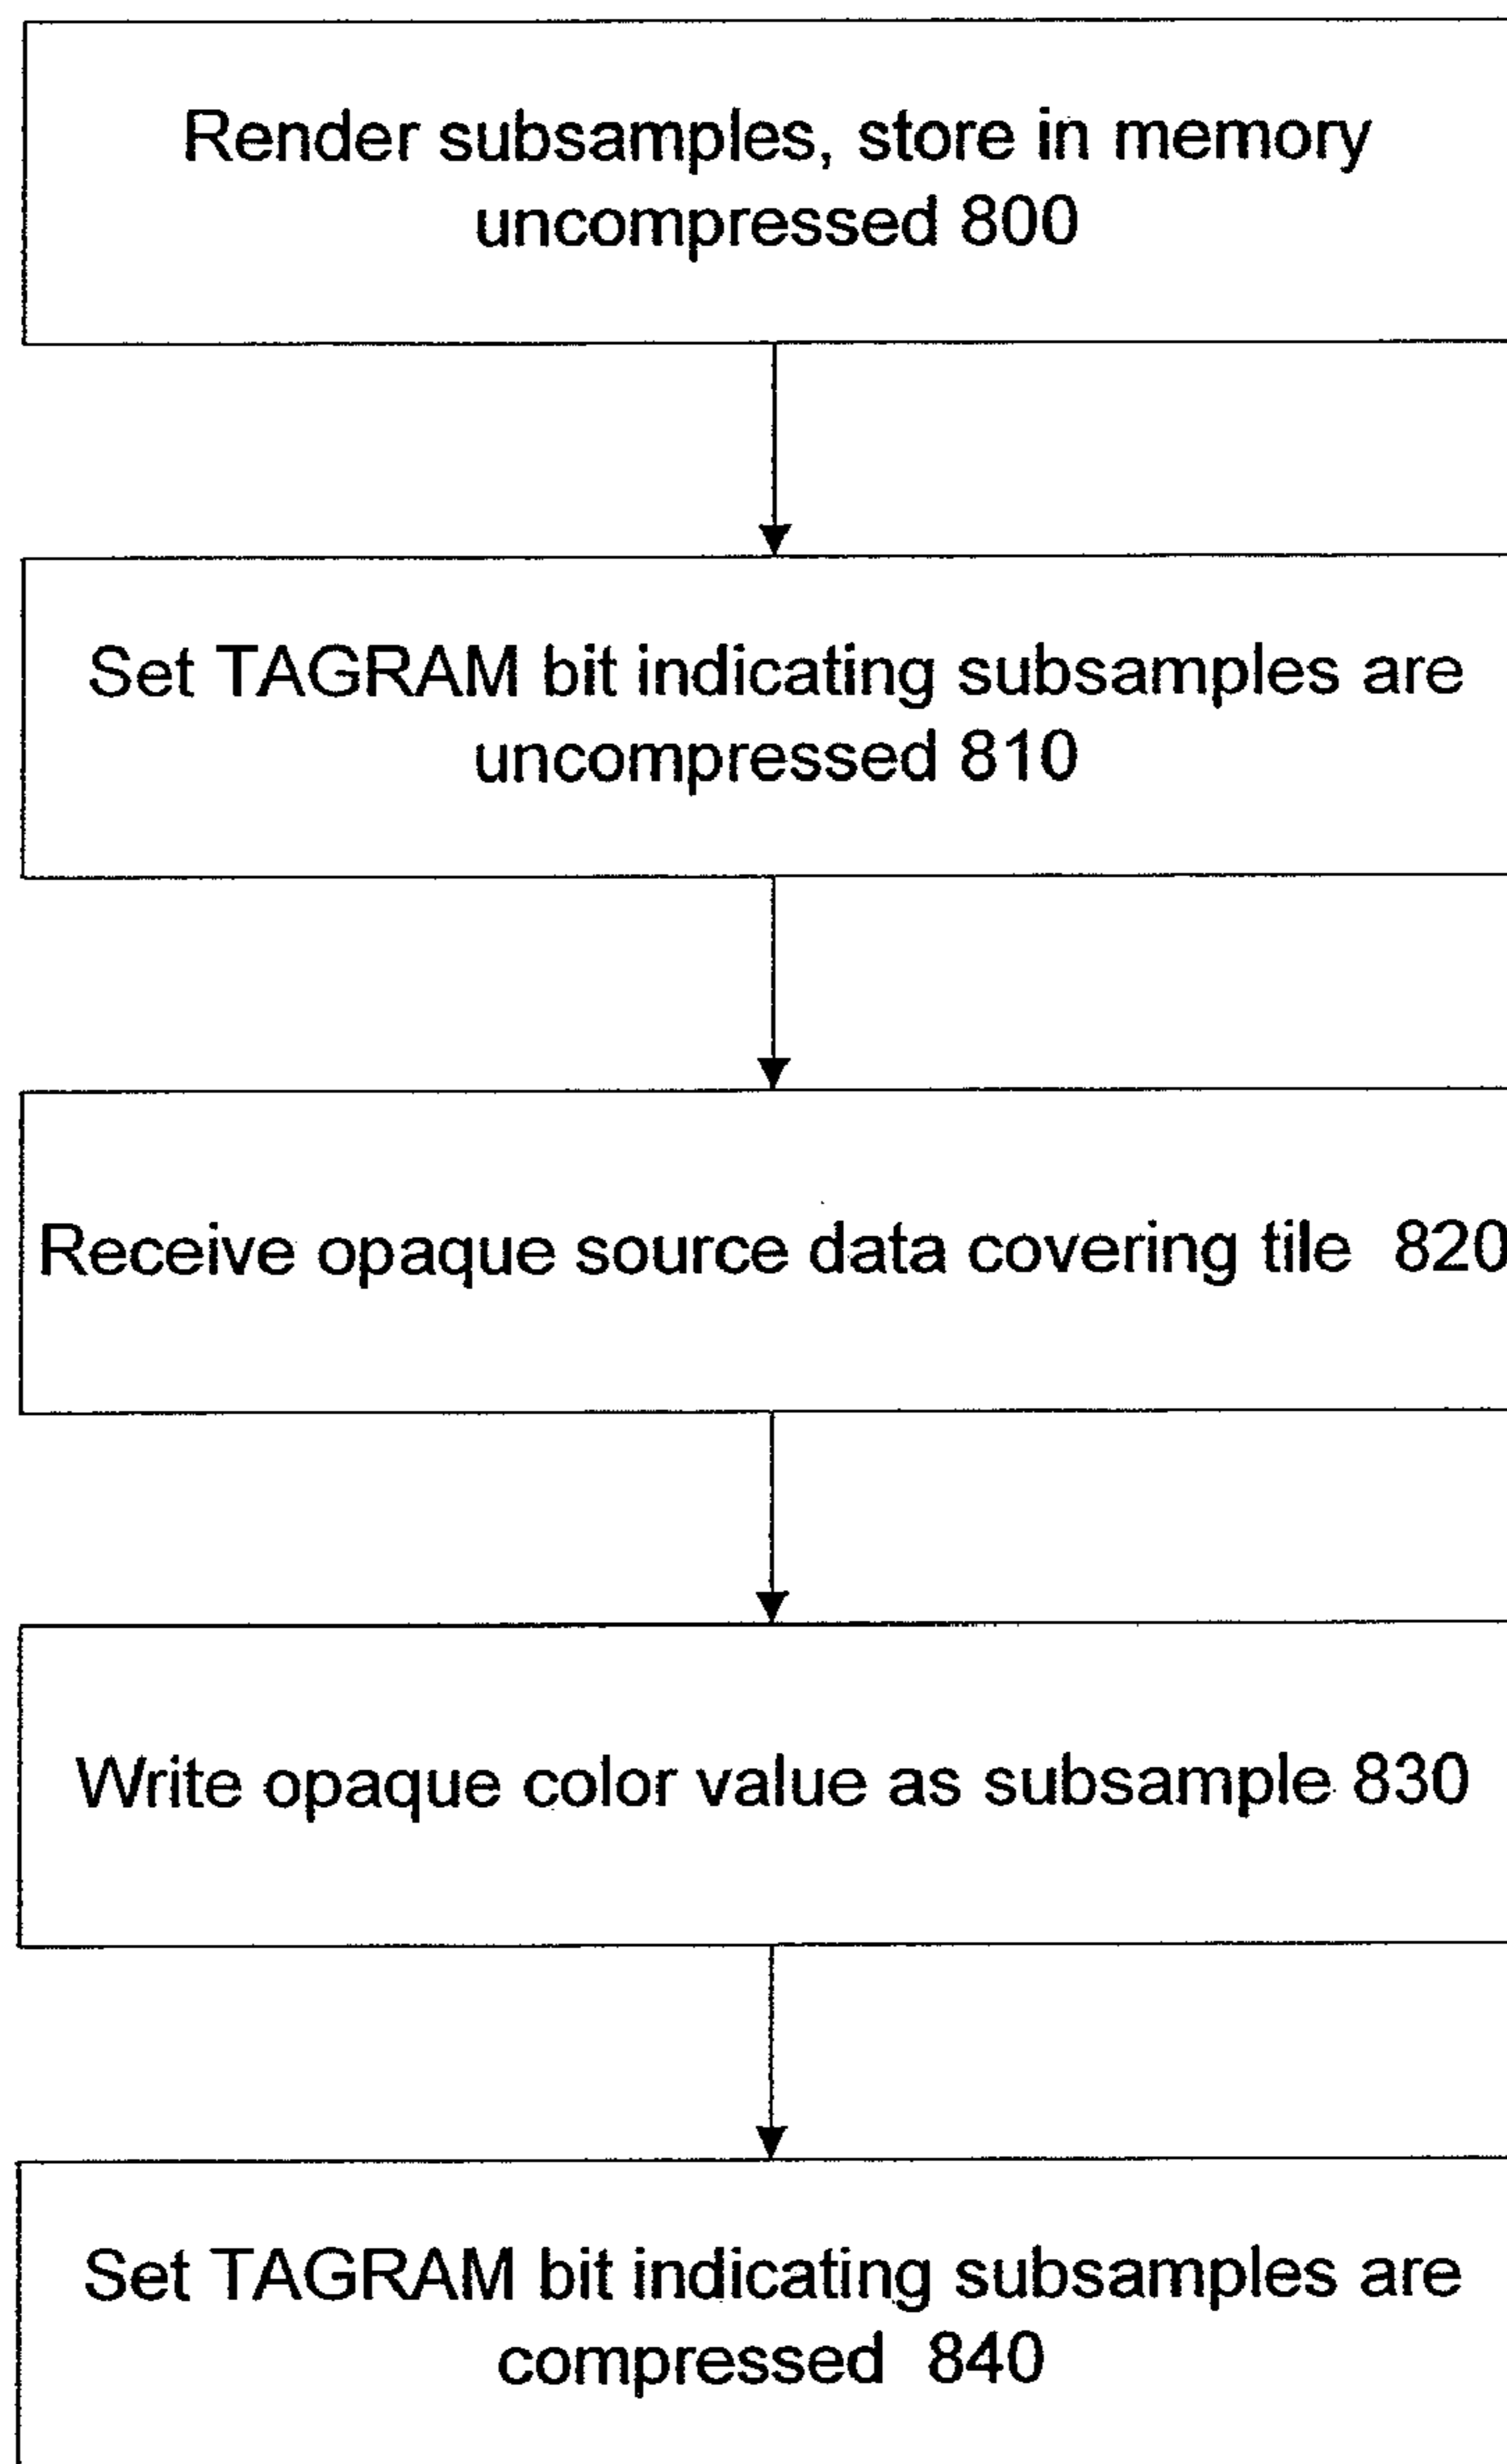 Render subsamples, store in memory
uncompressed 800
Set TAGRAM bit indicating subsamples are
uncompressed 810
Receive opaque source data covering tile 820
Write opaque color value as subsample 830
Set TAGRAM bit indicating subsamples are
compressed 840